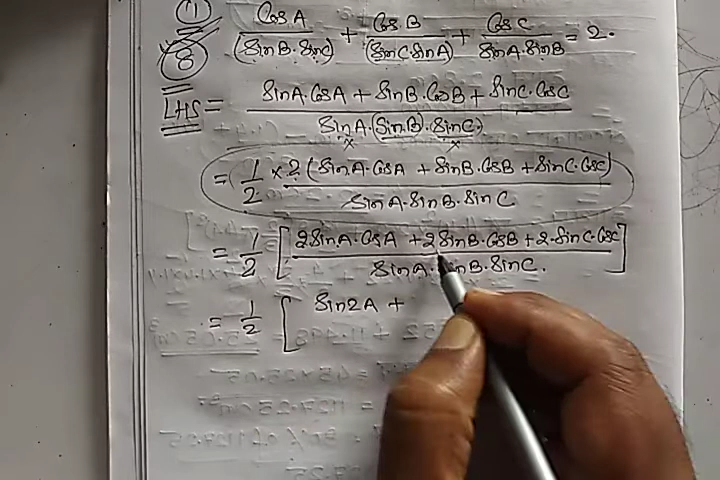 ① CosA/(SinB.SinC) + CosB/(SinC.SinA) + CosC/(SinA.SinB) = 2.
⑧
LHS = (SinA.CosA + SinB.CosB + SinC.CosC)/(SinA.(SinB).SinC)
= 1/2 × 2(SinA.CosA + SinB.CosB + SinC.CosC)/(SinA.SinB.SinC)
= 1/2 [(2SinA.CosA + 2SinB.CosB + 2.SinC.CosC)/(SinA.SinB.SinC.)]
= 1/2 [ Sin2A +